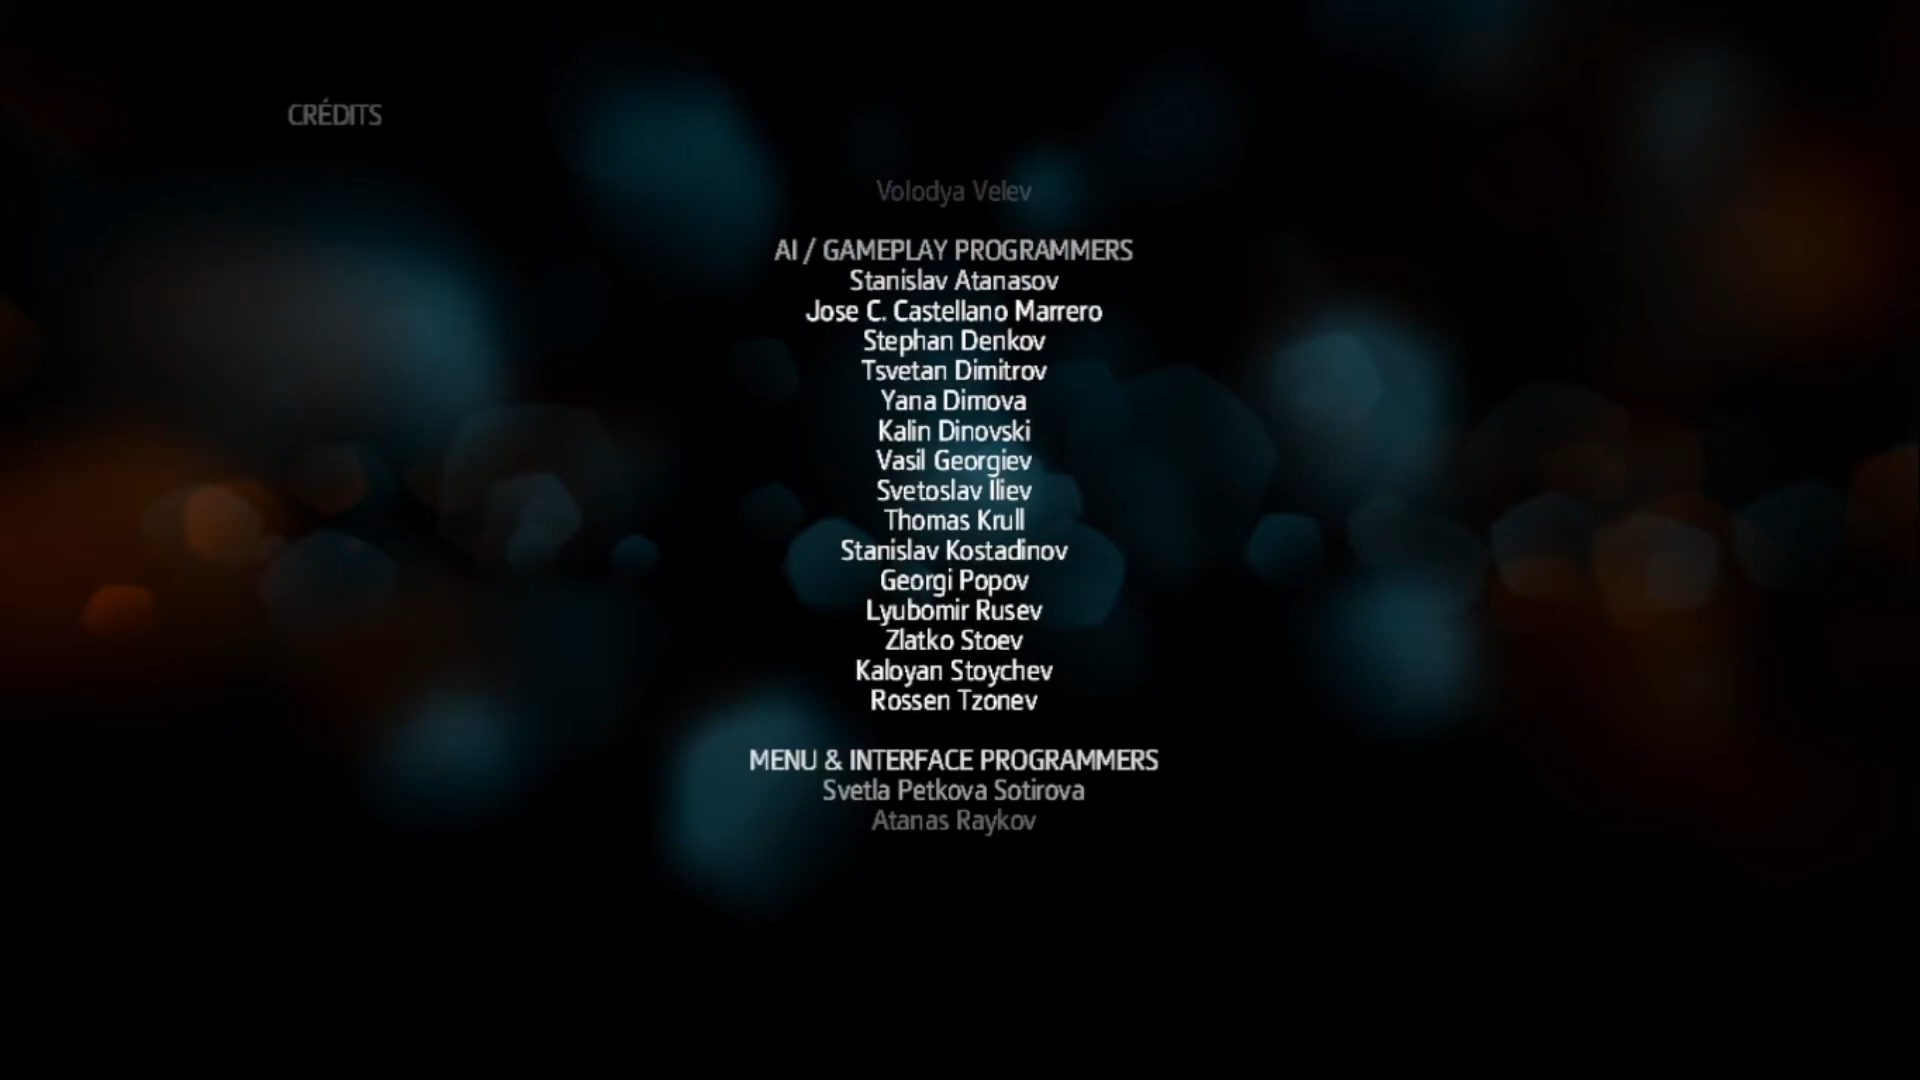 CRÉDITS
Volodya Velev
AI / GAMEPLAY PROGRAMMERS
Stanislav Atanasov
Jose C. Castellano Marrero
Stephan Denkov
Tsvetan Dimitrov
Yana Dimova
Kalin Dinovski
Vasil Georgiev
Svetoslav Iliev
Thomas Krull
Stanislav Kostadinov
Georgi Popov
Lyubomir Rusev
Zlatko Stoev
Kaloyan Stoychev
Rossen Tzonev
MENU & INTERFACE PROGRAMMERS
Svetla Petkova Sotirova
Atanas Raykov